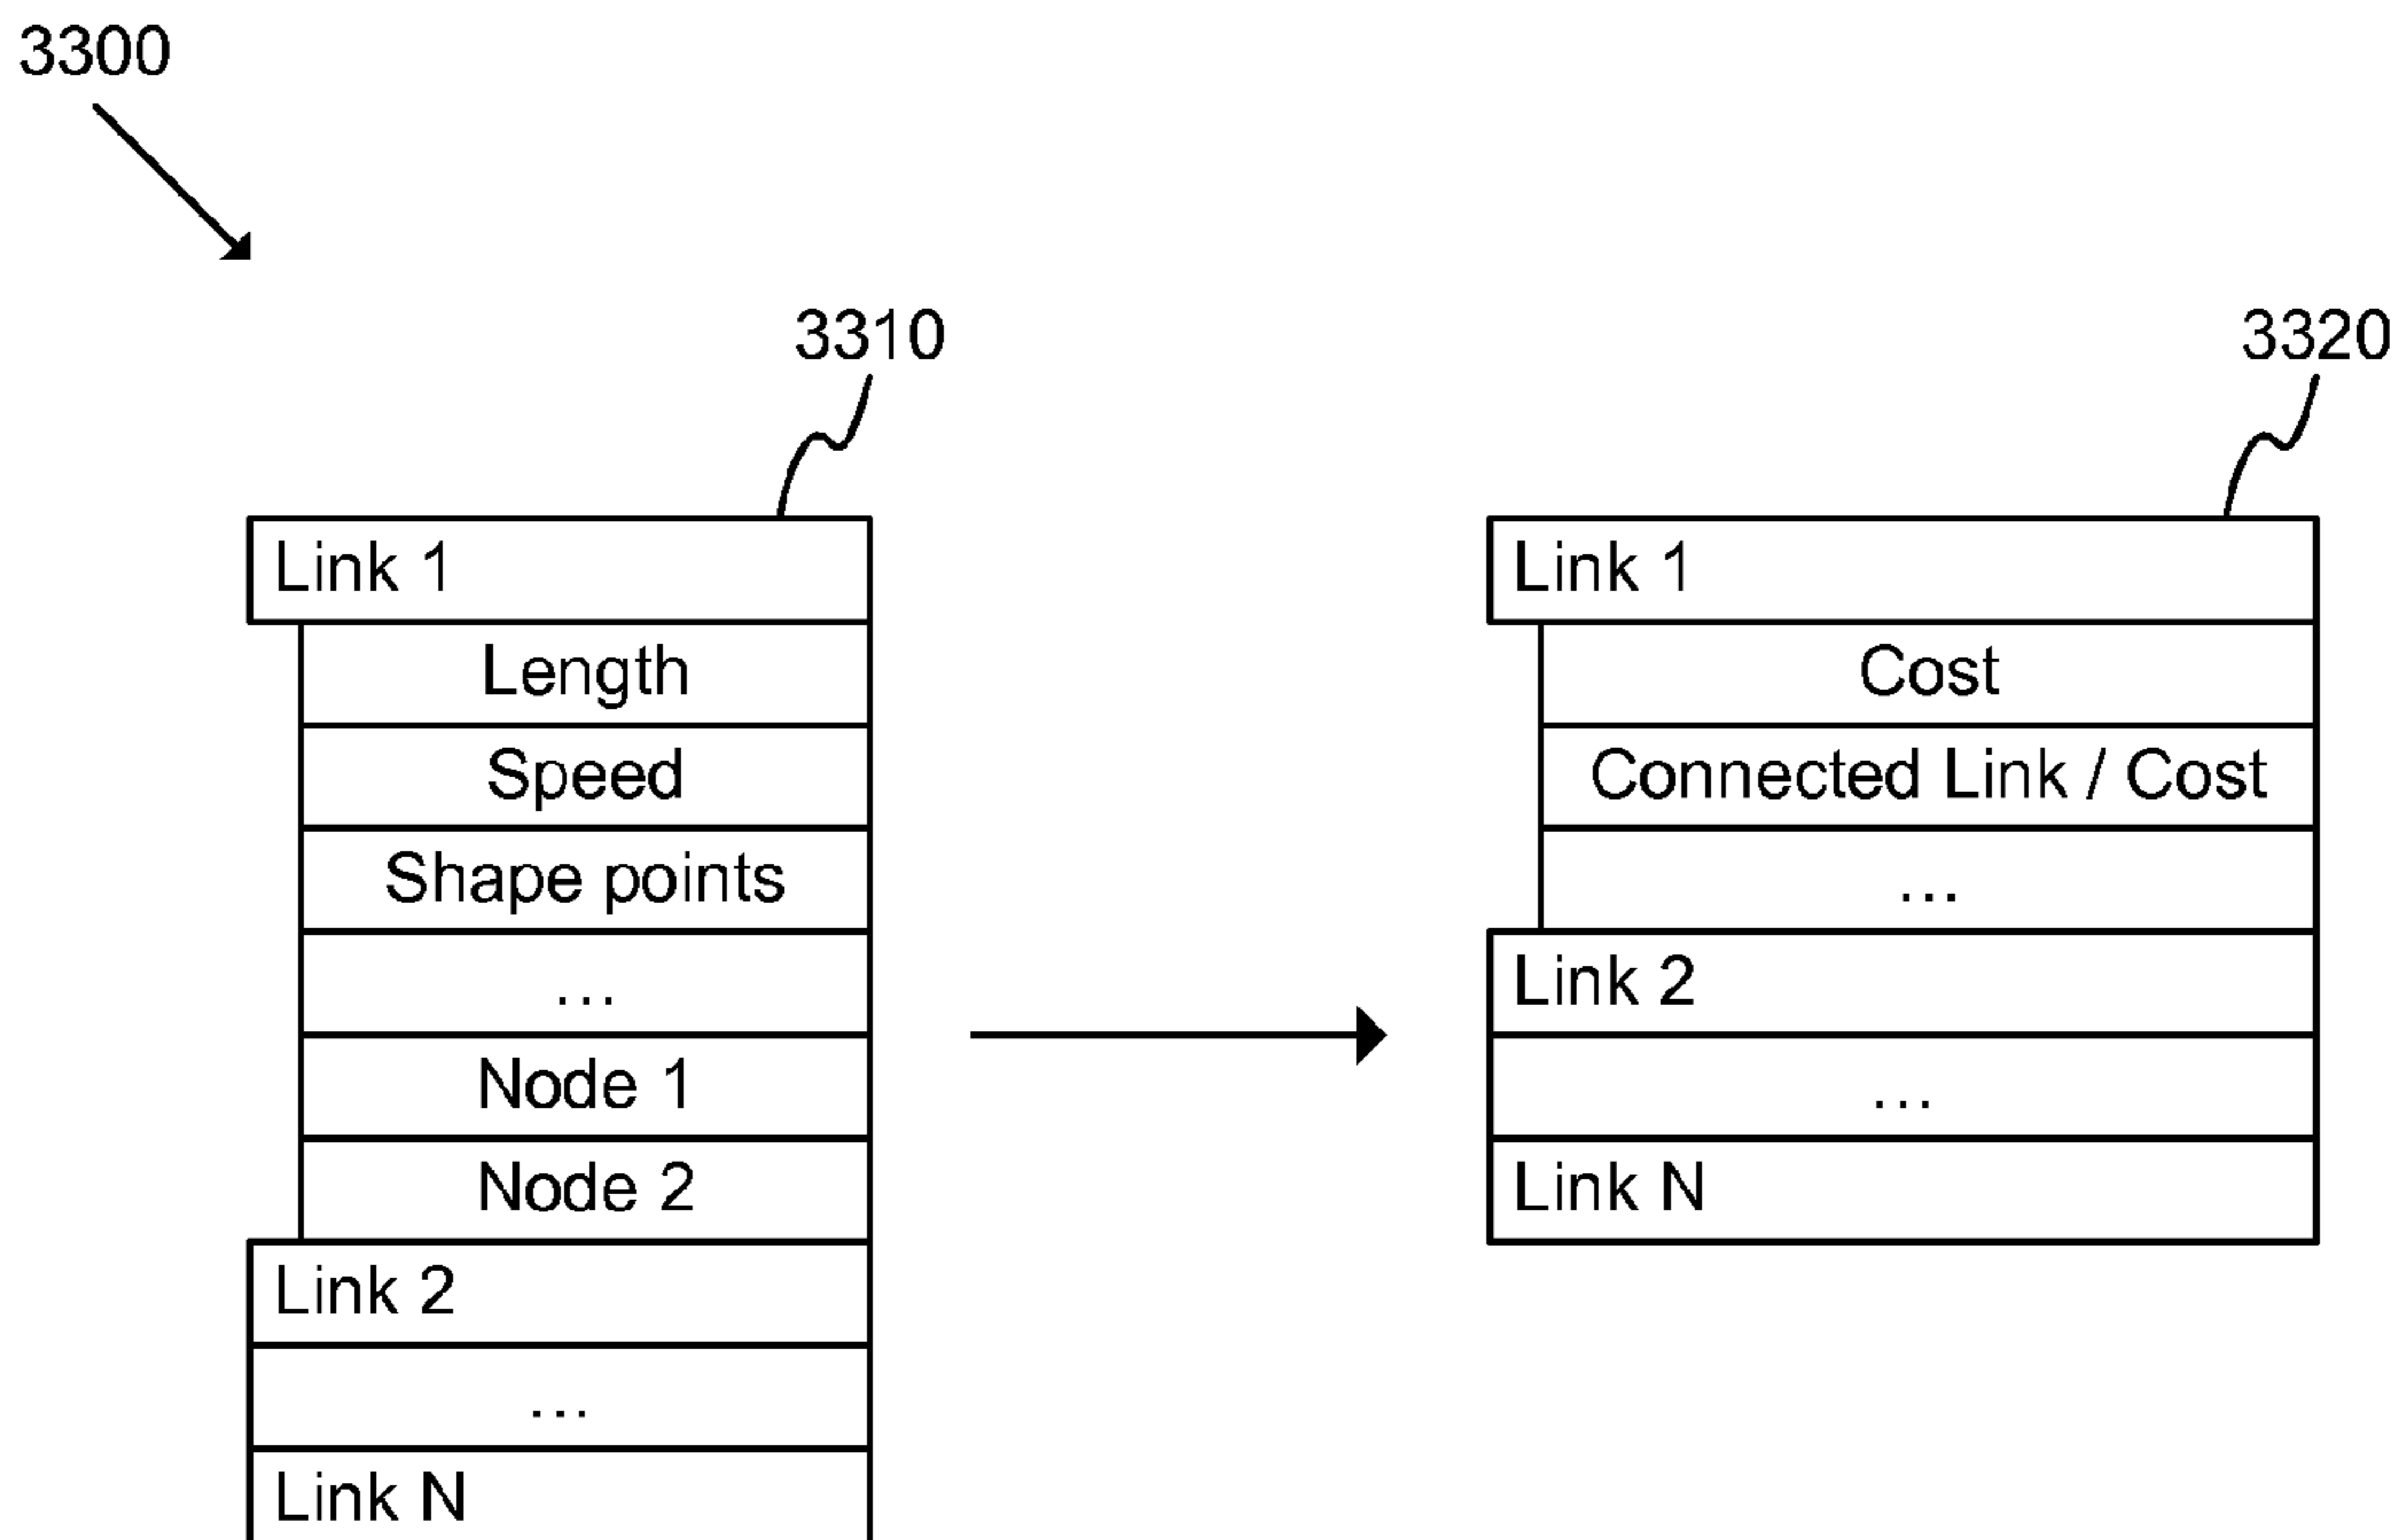 3300
3310
Link 1
Length
Speed
Shape points
...
Node 1
Node 2
Link 2
...
Link N
3320
Link 1
Cost
Connected Link / Cost
...
Link 2
...
Link N